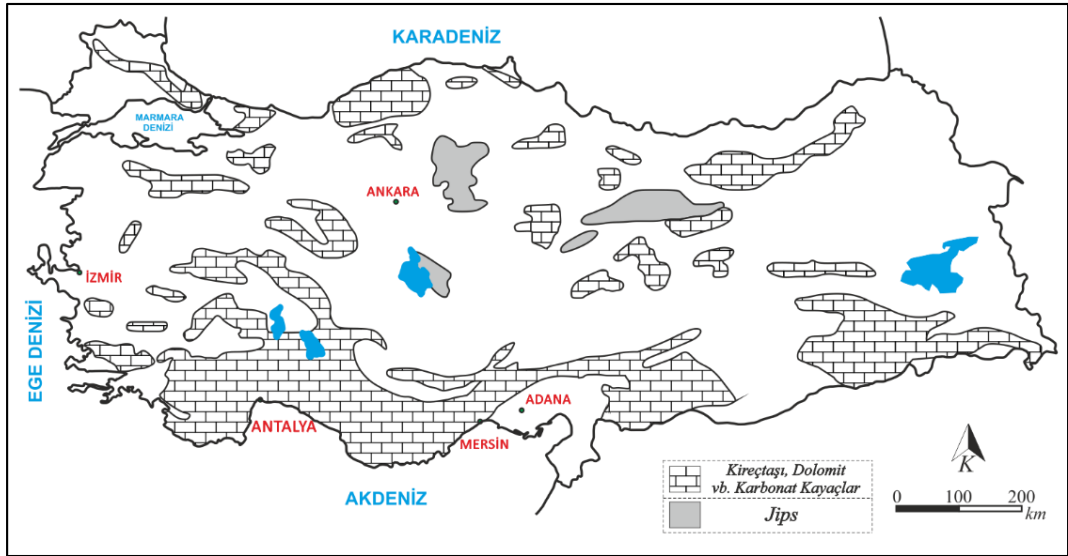 KARADENİZ
MARMARA
DENİZİ
ANKARA
İZMİR
EGE DENİZİ
ADANA
ANTALYA
MERSİN
AKDENİZ
Kireçtaşı, Dolomit
vb. Karbonat Kayaçlar
Jips
K
0 100 200
km